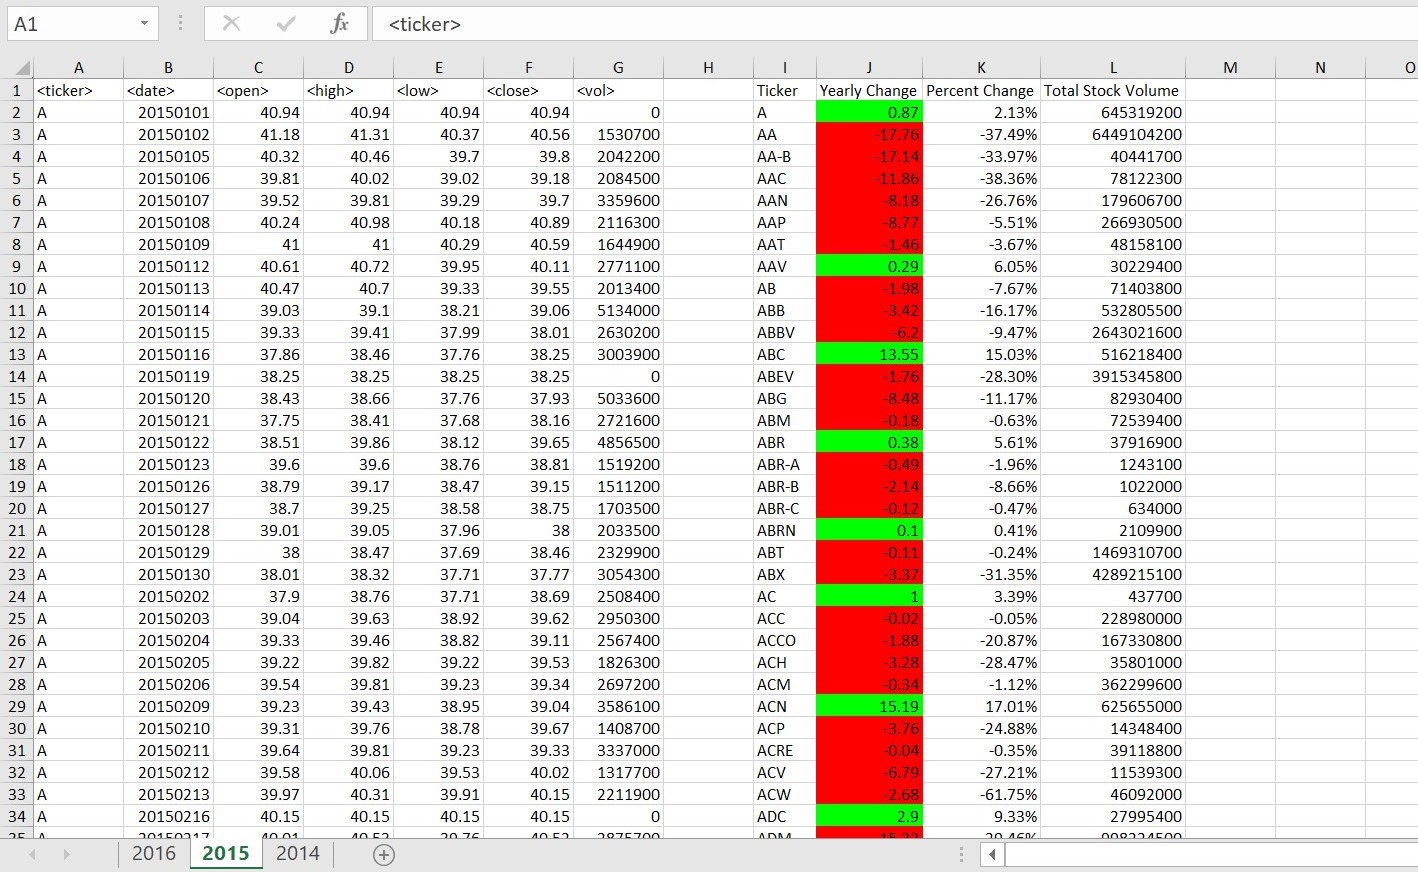 A1 fx <ticker>
A B C D E F G H I J K L M N O
1 <ticker> <date> <open> <high> <low> <close> <vol> Ticker Yearly Change Percent Change Total Stock Volume
2 A 20150101 40.94 40.94 40.94 40.94 0 A 0.87 2.13% 645319200
3 A 20150102 41.18 41.31 40.37 40.56 1530700 AA -17.76 -37.49% 6449104200
4 A 20150105 40.32 40.46 39.7 39.8 2042200 AA-B -17.14 -33.97% 40441700
5 A 20150106 39.81 40.02 39.02 39.18 2084500 AAC -11.86 -38.36% 78122300
6 A 20150107 39.52 39.81 39.29 39.7 3359600 AAN -8.18 -26.76% 179606700
7 A 20150108 40.24 40.98 40.18 40.89 2116300 AAP -8.77 -5.51% 266930500
8 A 20150109 41 41 40.29 40.59 1644900 AAT -1.46 -3.67% 48158100
9 A 20150112 40.61 40.72 39.95 40.11 2771100 AAV 0.29 6.05% 30229400
10 A 20150113 40.47 40.7 39.33 39.55 2013400 AB -1.98 -7.67% 71403800
11 A 20150114 39.03 39.1 38.21 39.06 5134000 ABB -3.42 -16.17% 532805500
12 A 20150115 39.33 39.41 37.99 38.01 2630200 ABBV -6.2 -9.47% 2643021600
13 A 20150116 37.86 38.46 37.76 38.25 3003900 ABC 13.55 15.03% 516218400
14 A 20150119 38.25 38.25 38.25 38.25 0 ABEV -1.76 -28.30% 3915345800
15 A 20150120 38.43 38.66 37.76 37.93 5033600 ABG -8.48 -11.17% 82930400
16 A 20150121 37.75 38.41 37.68 38.16 2721600 ABM -0.18 -0.63% 72539400
17 A 20150122 38.51 39.86 38.12 39.65 4856500 ABR 0.38 5.61% 37916900
18 A 20150123 39.6 39.6 38.76 38.81 1519200 ABR-A -0.49 -1.96% 1243100
19 A 20150126 38.79 39.17 38.47 39.15 1511200 ABR-B -2.14 -8.66% 1022000
20 A 20150127 38.7 39.25 38.58 38.75 1703500 ABR-C -0.12 -0.47% 634000
21 A 20150128 39.01 39.05 37.96 38 2033500 ABRN 0.1 0.41% 2109900
22 A 20150129 38 38.47 37.69 38.46 2329900 ABT -0.11 -0.24% 1469310700
23 A 20150130 38.01 38.32 37.71 37.77 3054300 ABX -3.37 -31.35% 4289215100
24 A 20150202 37.9 38.76 37.71 38.69 2508400 AC 1 3.39% 437700
25 A 20150203 39.04 39.63 38.92 39.62 2950300 ACC -0.02 -0.05% 228980000
26 A 20150204 39.33 39.46 38.82 39.11 2567400 ACCO -1.88 -20.87% 167330800
27 A 20150205 39.22 39.82 39.22 39.53 1826300 ACH -3.28 -28.47% 35801000
28 A 20150206 39.54 39.81 39.23 39.34 2697200 ACM -0.34 -1.12% 362299600
29 A 20150209 39.23 39.43 38.95 39.04 3586100 ACN 15.19 17.01% 625655000
30 A 20150210 39.31 39.76 38.78 39.67 1408700 ACP -3.76 -24.88% 14348400
31 A 20150211 39.64 39.81 39.23 39.33 3337000 ACRE -0.04 -0.35% 39118800
32 A 20150212 39.58 40.06 39.53 40.02 1317700 ACV -6.79 -27.21% 11539300
33 A 20150213 39.97 40.31 39.91 40.15 2211900 ACW -2.68 -61.75% 46092000
34 A 20150216 40.15 40.15 40.15 40.15 0 ADC 2.9 9.33% 27995400
2016 2015 2014